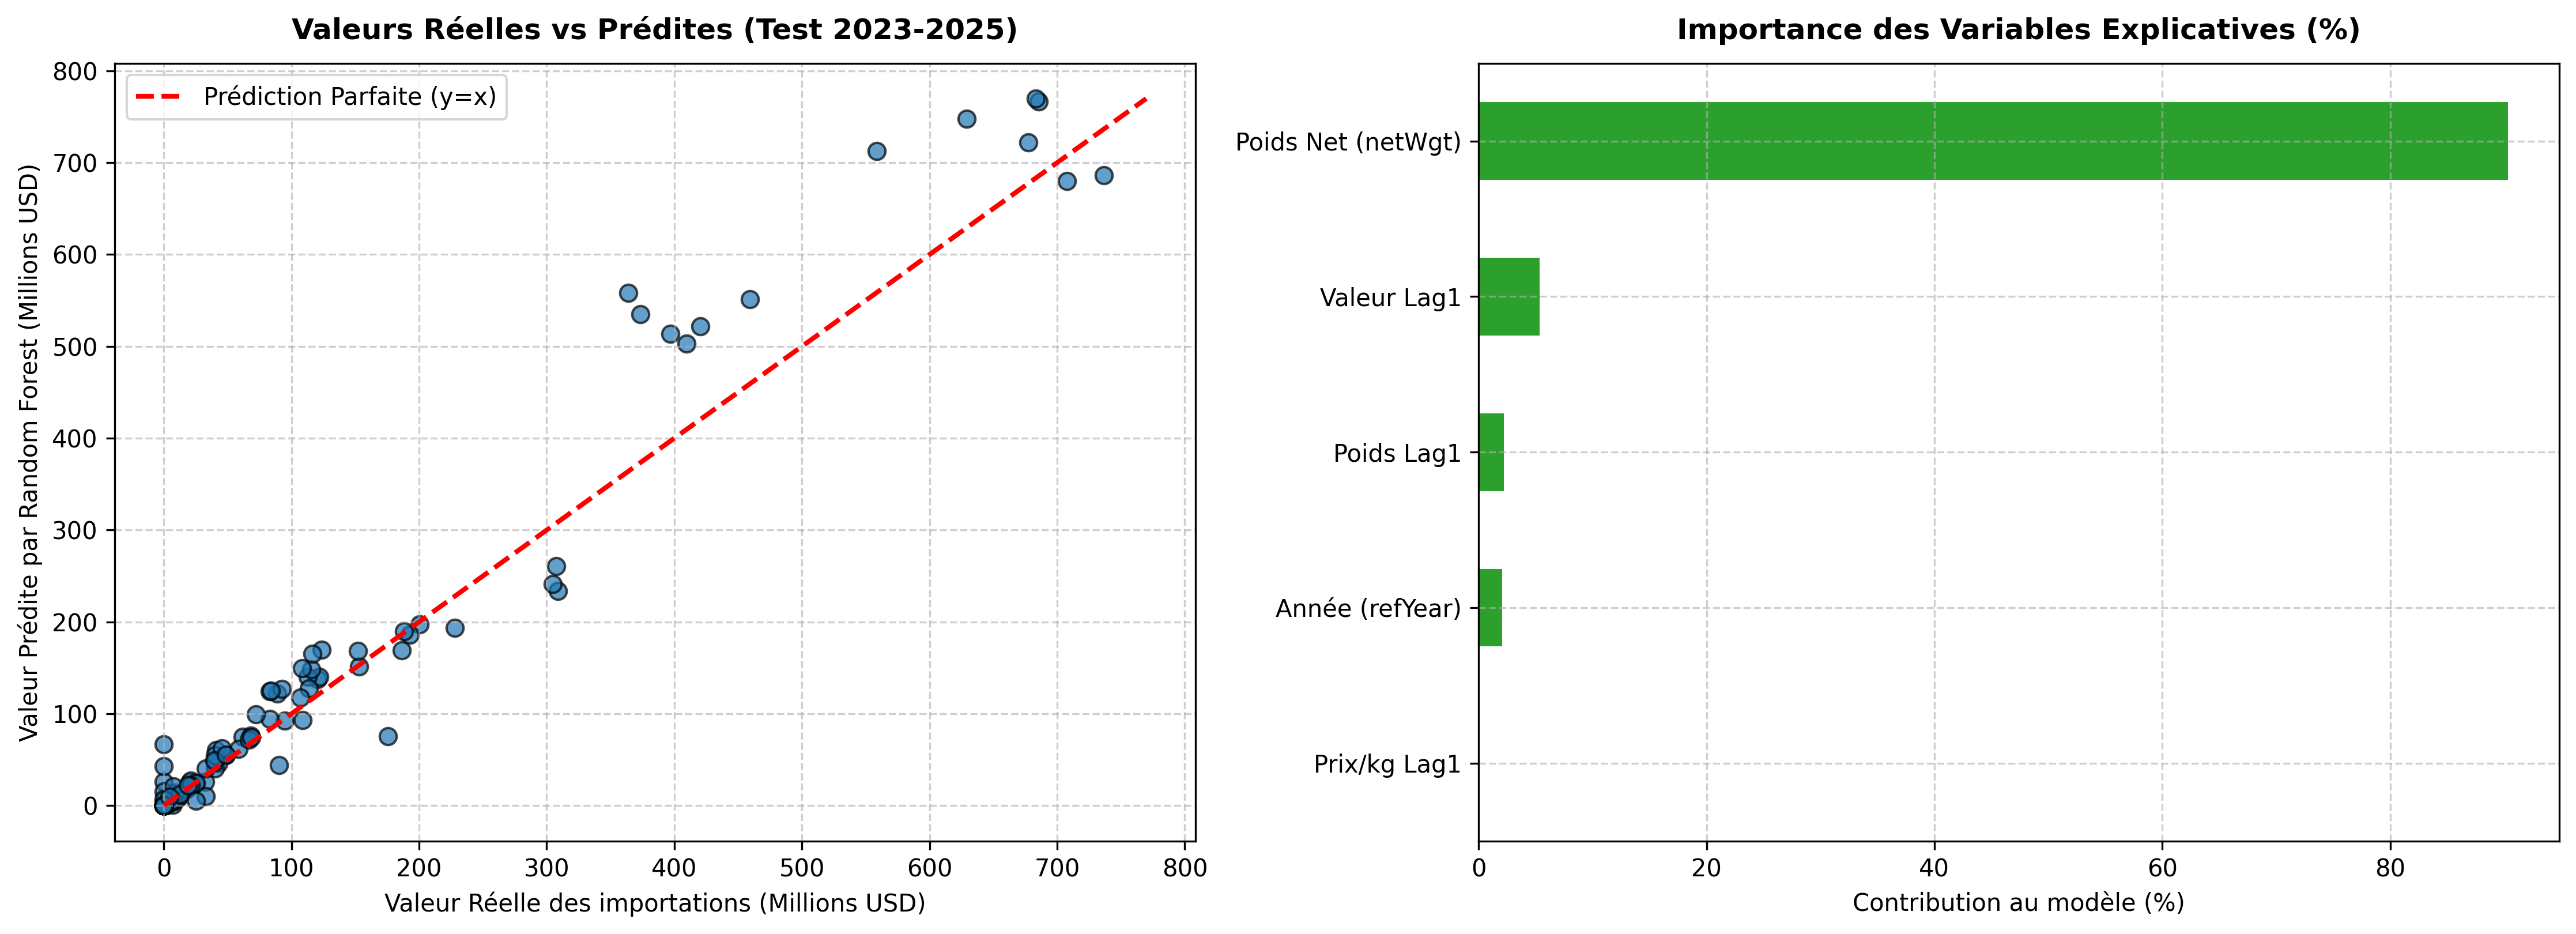 Valeurs Réelles vs Prédites (Test 2023-2025)
Prédiction Parfaite (y=x)
Valeur Prédite par Random Forest (Millions USD)
800
700
600
500
400
300
200
100
0
0 100 200 300 400 500 600 700 800
Valeur Réelle des importations (Millions USD)
Importance des Variables Explicatives (%)
Poids Net (netWgt)
Valeur Lag1
Poids Lag1
Année (refYear)
Prix/kg Lag1
0 20 40 60 80
Contribution au modèle (%)